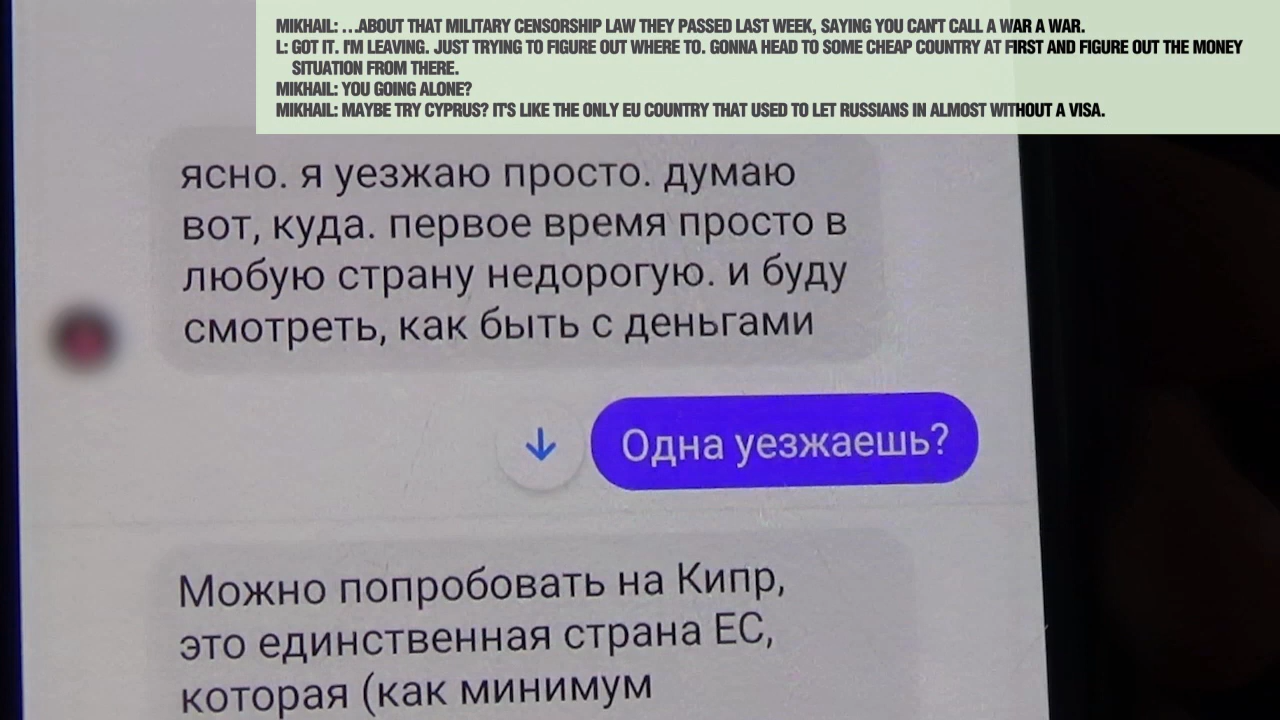 MIKHAIL: ...ABOUT THAT MILITARY CENSORSHIP LAW THEY PASSED LAST WEEK, SAYING YOU CAN'T CALL A WAR A WAR.
L: GOT IT. I'M LEAVING. JUST TRYING TO FIGURE OUT WHERE TO. GONNA HEAD TO SOME CHEAP COUNTRY AT FIRST AND FIGURE OUT THE MONEY
SITUATION FROM THERE.
MIKHAIL: YOU GOING ALONE?
MIKHAIL: MAYBE TRY CYPRUS? IT'S LIKE THE ONLY EU COUNTRY THAT USED TO LET RUSSIANS IN ALMOST WITHOUT A VISA.
ясно. я уезжаю просто. думаю
вот, куда. первое время просто в
любую страну недорогую. и буду
смотреть, как быть с деньгами
Одна уезжаешь?
Можно попробовать на Кипр,
это единственная страна ЕС,
которая (как минимум